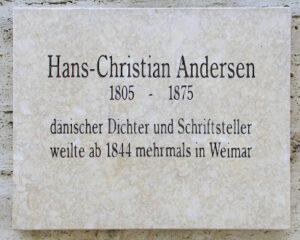 Hans-Christian Andersen
1805 - 1875
dänischer Dichter und Schriftsteller
weilte ab 1844 mehrmals in Weimar